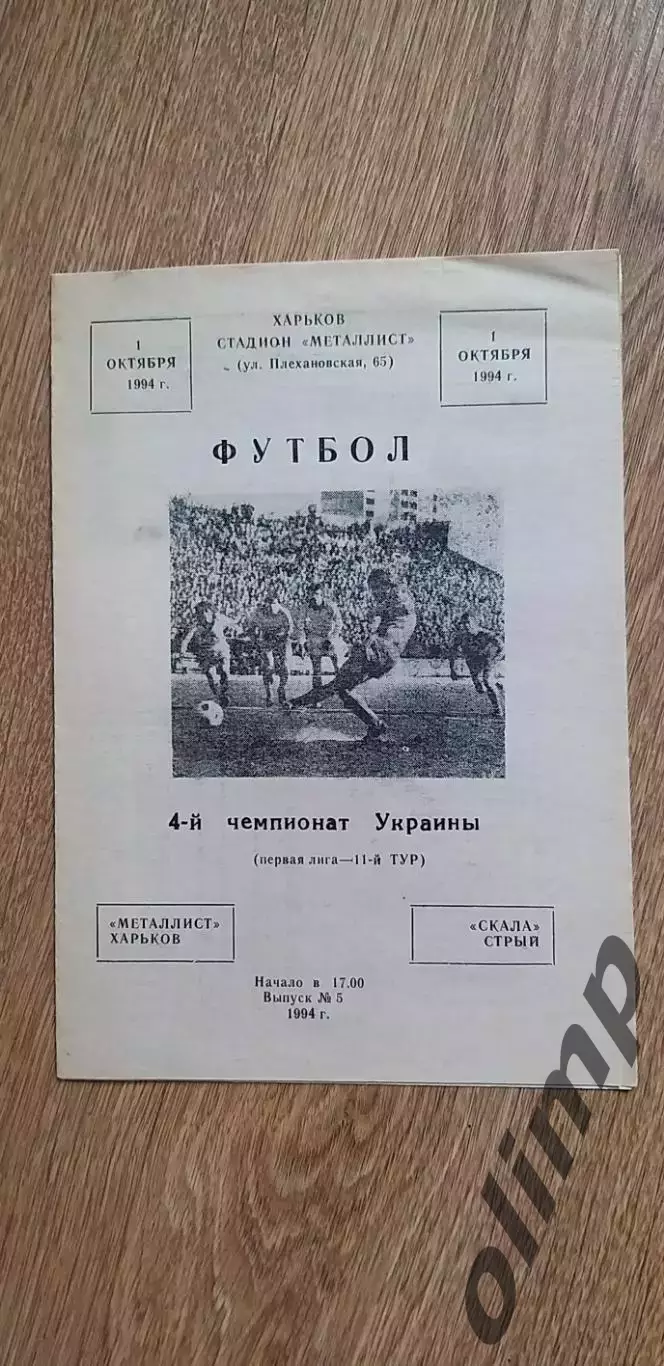 ХАРЬКОВ
СТАДИОН «МЕТАЛЛИСТ»
(ул. Плехановская, 65)
1
ОКТЯБРЯ
1994 г.
1
ОКТЯБРЯ
1994 г.
ФУТБОЛ
4-й чемпионат Украины
(первая лига—11-й ТУР)
«МЕТАЛЛИСТ»
ХАРЬКОВ
«СКАЛА»
СТРЫЙ
Начало в 17.00
Выпуск № 5
1994 г.
olimp